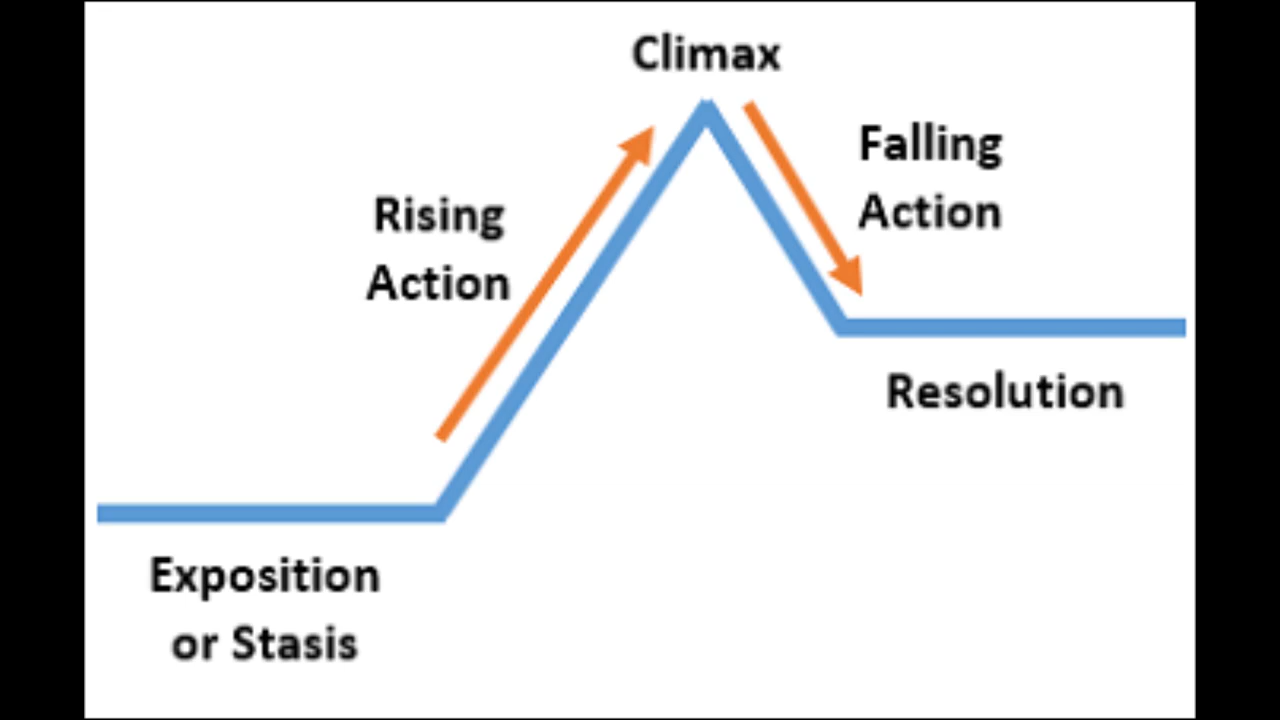 Climax
Falling
Action
Rising
Action
Resolution
Exposition
or Stasis